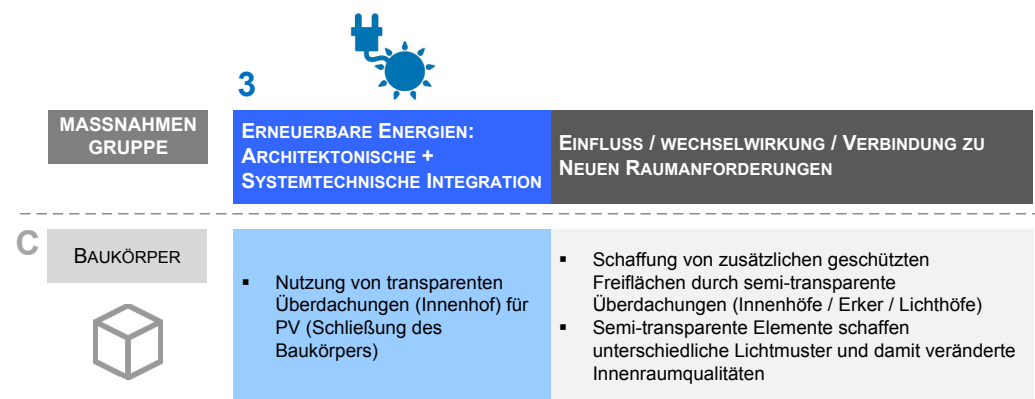 3
MASSNAHMEN
GRUPPE
ERNEUERBARE ENERGIEN:
ARCHITEKTONISCHE +
SYSTEMTECHNISCHE INTEGRATION
EINFLUSS / WECHSELWIRKUNG / VERBINDUNG ZU
NEUEN RAUMANFORDERUNGEN
C
BAUKÖRPER
▪ Nutzung von transparenten
Überdachungen (Innenhof) für
PV (Schließung des
Baukörpers)
▪ Schaffung von zusätzlichen geschützten
Freiflächen durch semi-transparente
Überdachungen (Innenhöfe / Erker / Lichthöfe)
▪ Semi-transparente Elemente schaffen
unterschiedliche Lichtmuster und damit veränderte
Innenraumqualitäten